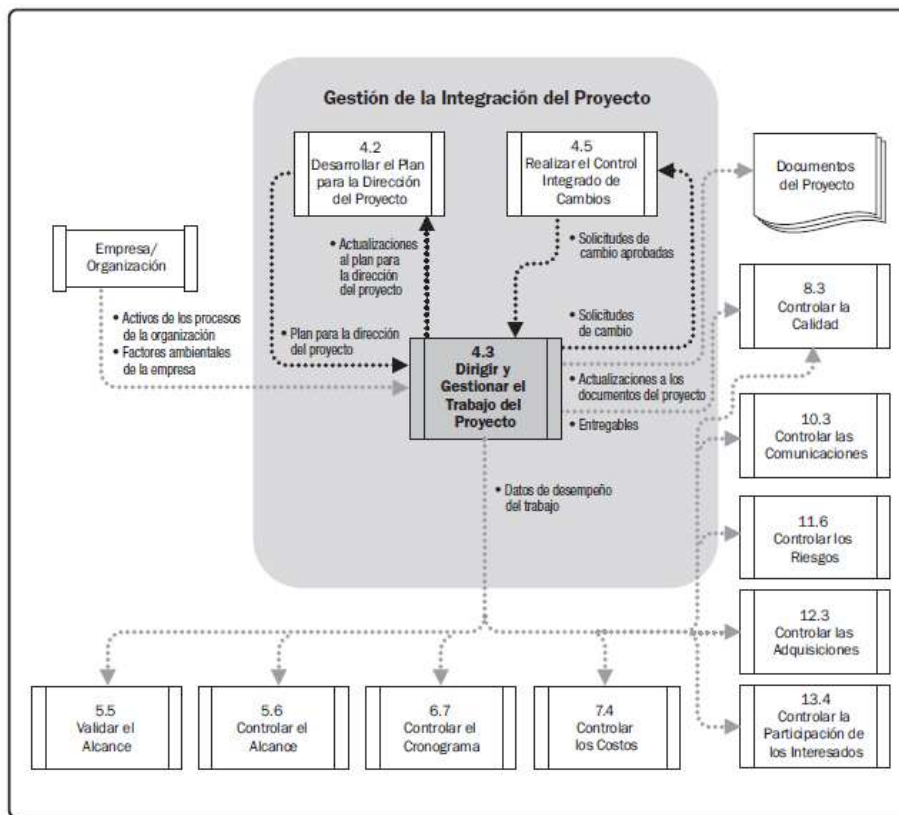 Gestión de la Integración del Proyecto
4.2
Desarrollar el Plan
para la Dirección
del Proyecto
4.5
Realizar el Control
Integrado de
Cambios
Documentos
del Proyecto
Empresa/
Organización
• Actualizaciones
al plan para
la dirección
del proyecto
• Solicitudes de
cambio aprobadas
8.3
Controlar la
Calidad
• Activos de los procesos
de la organización
• Factores ambientales
de la empresa
• Plan para la dirección
del proyecto
• Solicitudes
de cambio
4.3
Dirigir y
Gestionar el
Trabajo del
Proyecto
• Actualizaciones a los
documentos del proyecto
• Entregables
10.3
Controlar las
Comunicaciones
• Datos de desempeño
del trabajo
11.6
Controlar los
Riesgos
12.3
Controlar las
Adquisiciones
5.5
Validar el
Alcance
5.6
Controlar el
Alcance
6.7
Controlar el
Cronograma
7.4
Controlar
los Costos
13.4
Controlar la
Participación de
los Interesados